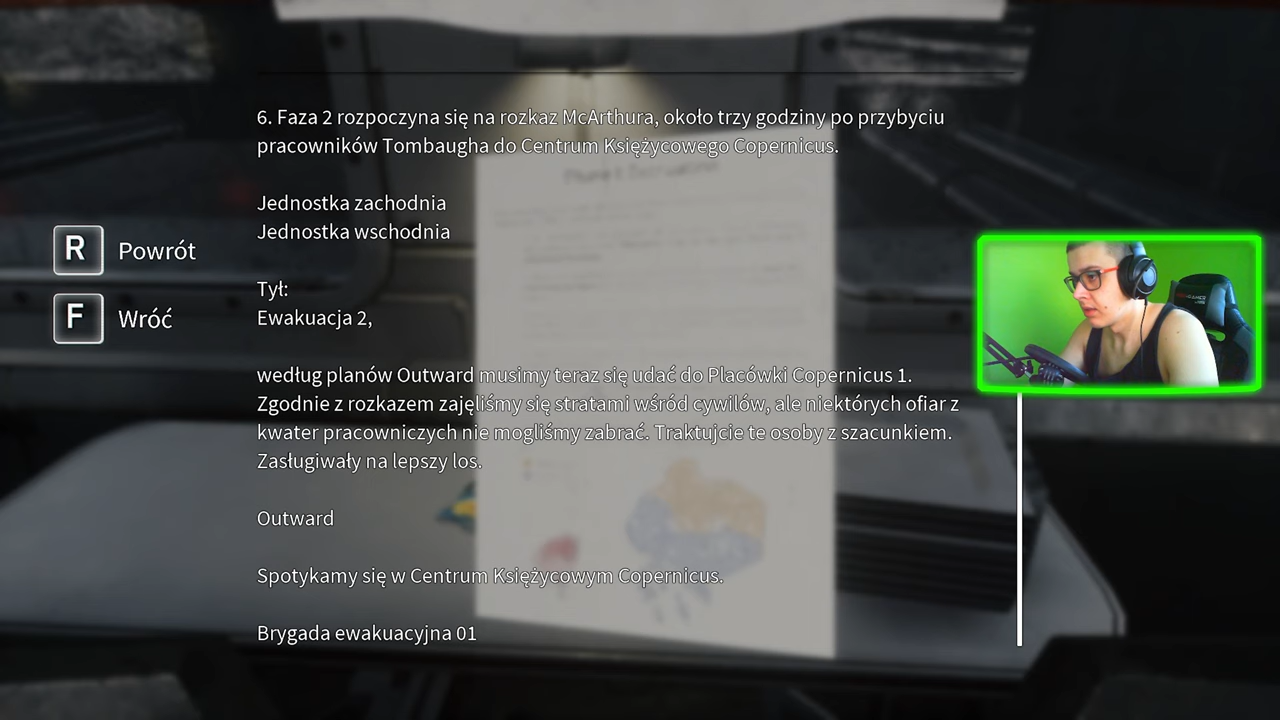 6. Faza 2 rozpoczyna się na rozkaz McArthura, około trzy godziny po przybyciu
pracowników Tombaugha do Centrum Księżycowego Copernicus.
Jednostka zachodnia
Jednostka wschodnia
R Powrót
F Wróć
Tył:
Ewakuacja 2,
według planów Outward musimy teraz się udać do Placówki Copernicus 1.
Zgodnie z rozkazem zajęliśmy się stratami wśród cywilów, ale niektórych ofiar z
kwater pracowniczych nie mogliśmy zabrać. Traktujcie te osoby z szacunkiem.
Zasługiwały na lepszy los.
Outward
Spotykamy się w Centrum Księżycowym Copernicus.
Brygada ewakuacyjna 01